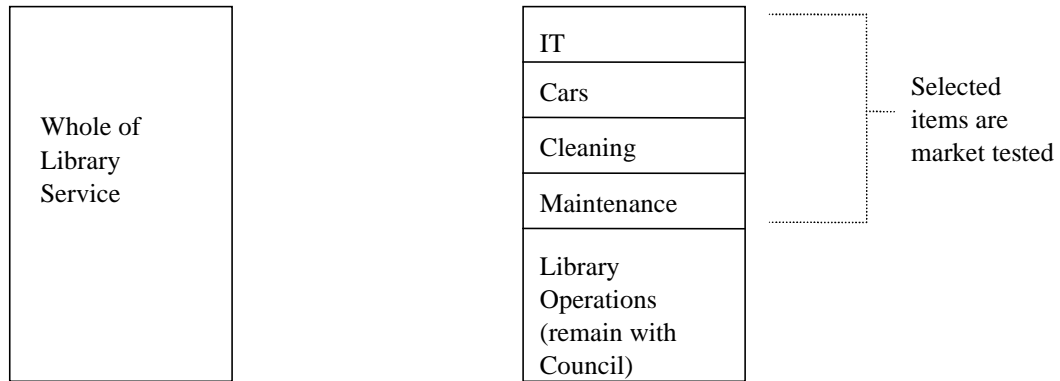 Whole of
Library
Service
IT
Cars
Cleaning
Maintenance
Library
Operations
(remain with
Council)
Selected
items are
market tested